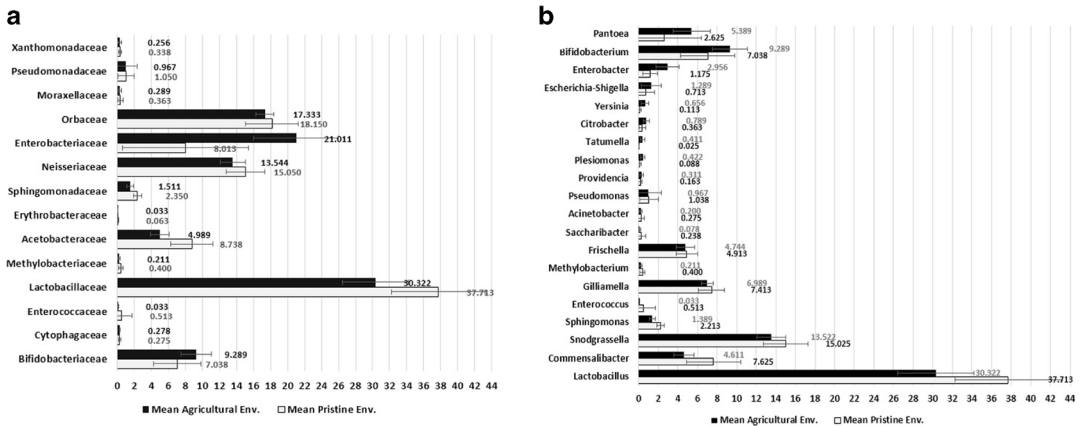 a
Xanthomonadaceae 0.256
0.338
Pseudomonadaceae 0.967
1.050
Moraxellaceae 0.289
0.363
Orbaceae 17.333
18.150
Enterobacteriaceae 21.011
8.013
Neisseriaceae 13.544
15.050
Sphingomonadaceae 1.511
2.350
Erythrobacteraceae 0.033
0.063
Acetobacteraceae 4.989
8.738
Methylobacteriaceae 0.211
0.400
Lactobacillaceae 30.322
37.713
Enterococcaceae 0.033
0.513
Cytophagaceae 0.278
0.275
Bifidobacteriaceae 9.289
7.038
0 2 4 6 8 10 12 14 16 18 20 22 24 26 28 30 32 34 36 38 40 42 44
Mean Agricultural Env. Mean Pristine Env.
b
Pantoea 5.389
2.625
Bifidobacterium 9.289
7.038
Enterobacter 2.956
1.175
Escherichia-Shigella 1.289
0.713
Yersinia 0.656
0.113
Citrobacter 0.789
0.363
Tatumella 0.411
0.025
Plesiomonas 0.422
0.088
Providencia 0.311
0.163
Pseudomonas 0.967
1.038
Acinetobacter 0.200
0.275
Saccharibacter 0.078
0.238
Frischella 4.744
4.913
Methylobacterium 0.211
0.400
Gilliamella 6.989
7.413
Enterococcus 0.033
0.513
Sphingomonas 1.389
2.213
Snodgrassella 13.522
15.025
Commensalibacter 4.611
7.625
Lactobacillus 30.322
37.713
0 2 4 6 8 10 12 14 16 18 20 22 24 26 28 30 32 34 36 38 40 42 44
Mean Agricultural Env. Mean Pristine Env.